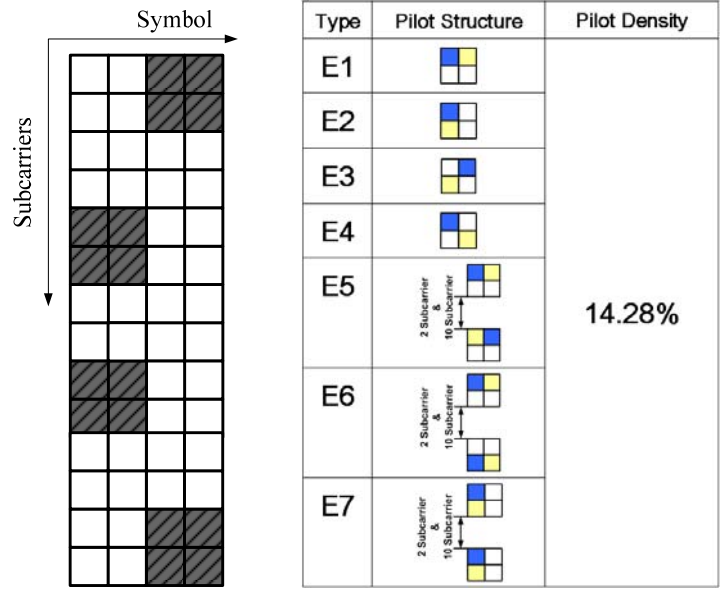 Symbol
Subcarriers
Type Pilot Structure Pilot Density
E1
E2
E3
E4
E5
2 Subcarrier
&
10 Subcarrier
14.28%
E6
2 Subcarrier
&
10 Subcarrier
E7
2 Subcarrier
&
10 Subcarrier